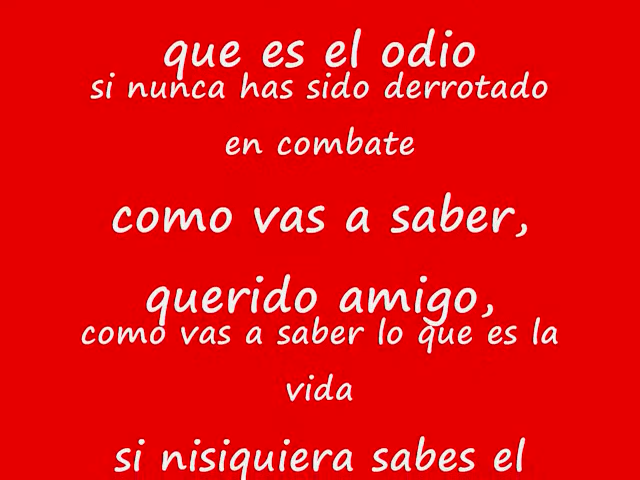 que es el odio
si nunca has sido derrotado
en combate
como vas a saber,
querido amigo,
como vas a saber lo que es la
vida
si nisiquiera sabes el